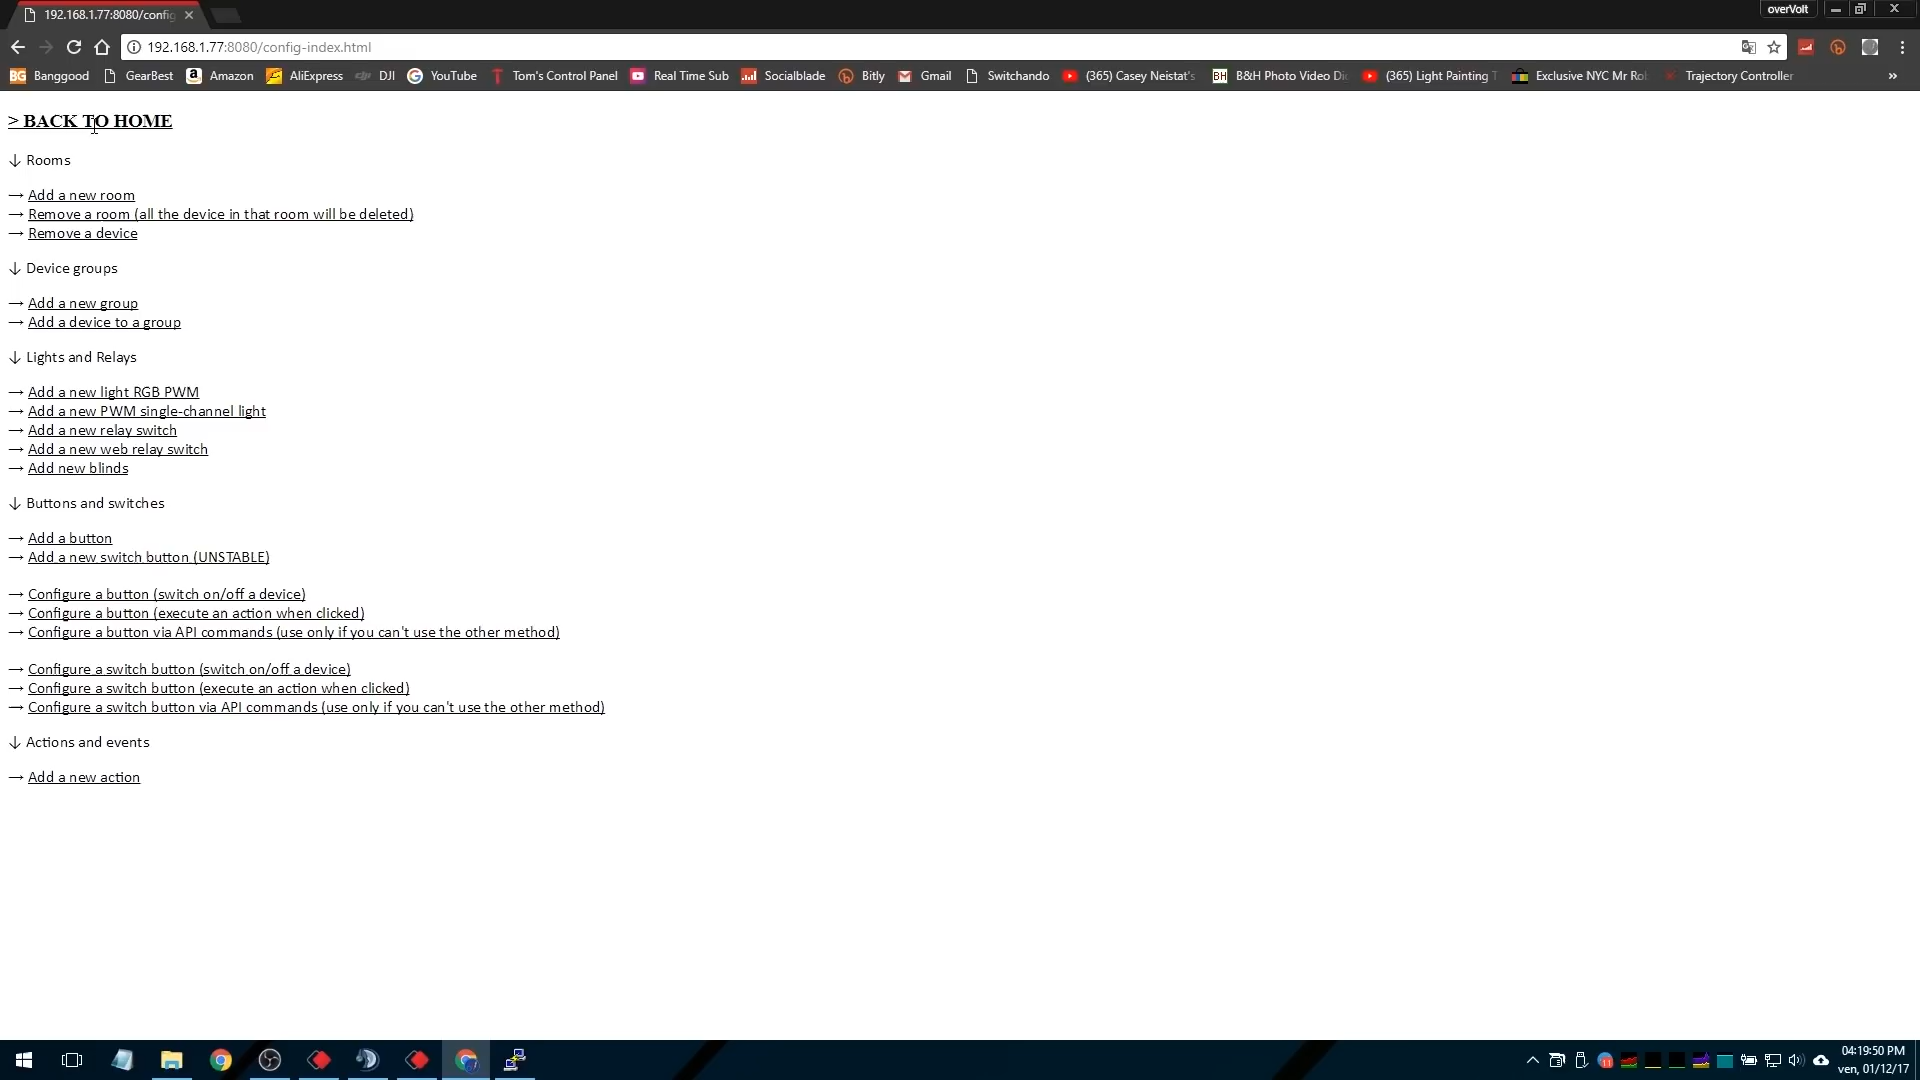 192.168.1.77:8080/config
overVolt
192.168.1.77:8080/config-index.html
Banggood GearBest Amazon AliExpress DJI YouTube Tom's Control Panel Real Time Sub Socialblade Bitly Gmail Switchando (365) Casey Neistat's B&H Photo Video Di (365) Light Painting T Exclusive NYC Mr Ro Trajectory Controller »
> BACK TO HOME
↓ Rooms
→ Add a new room
→ Remove a room (all the device in that room will be deleted)
→ Remove a device
↓ Device groups
→ Add a new group
→ Add a device to a group
↓ Lights and Relays
→ Add a new light RGB PWM
→ Add a new PWM single-channel light
→ Add a new relay switch
→ Add a new web relay switch
→ Add new blinds
↓ Buttons and switches
→ Add a button
→ Add a new switch button (UNSTABLE)
→ Configure a button (switch on/off a device)
→ Configure a button (execute an action when clicked)
→ Configure a button via API commands (use only if you can't use the other method)
→ Configure a switch button (switch on/off a device)
→ Configure a switch button (execute an action when clicked)
→ Configure a switch button via API commands (use only if you can't use the other method)
↓ Actions and events
→ Add a new action
04:19:50 PM
ven, 01/12/17